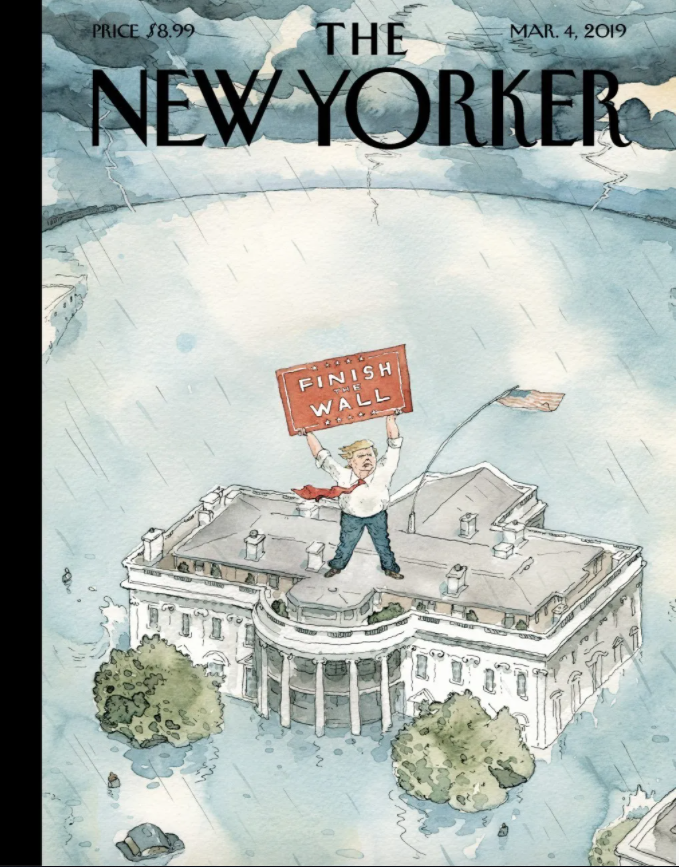 PRICE $8.99
THE
MAR. 4, 2019
NEW YORKER
FINISH
THE
WALL